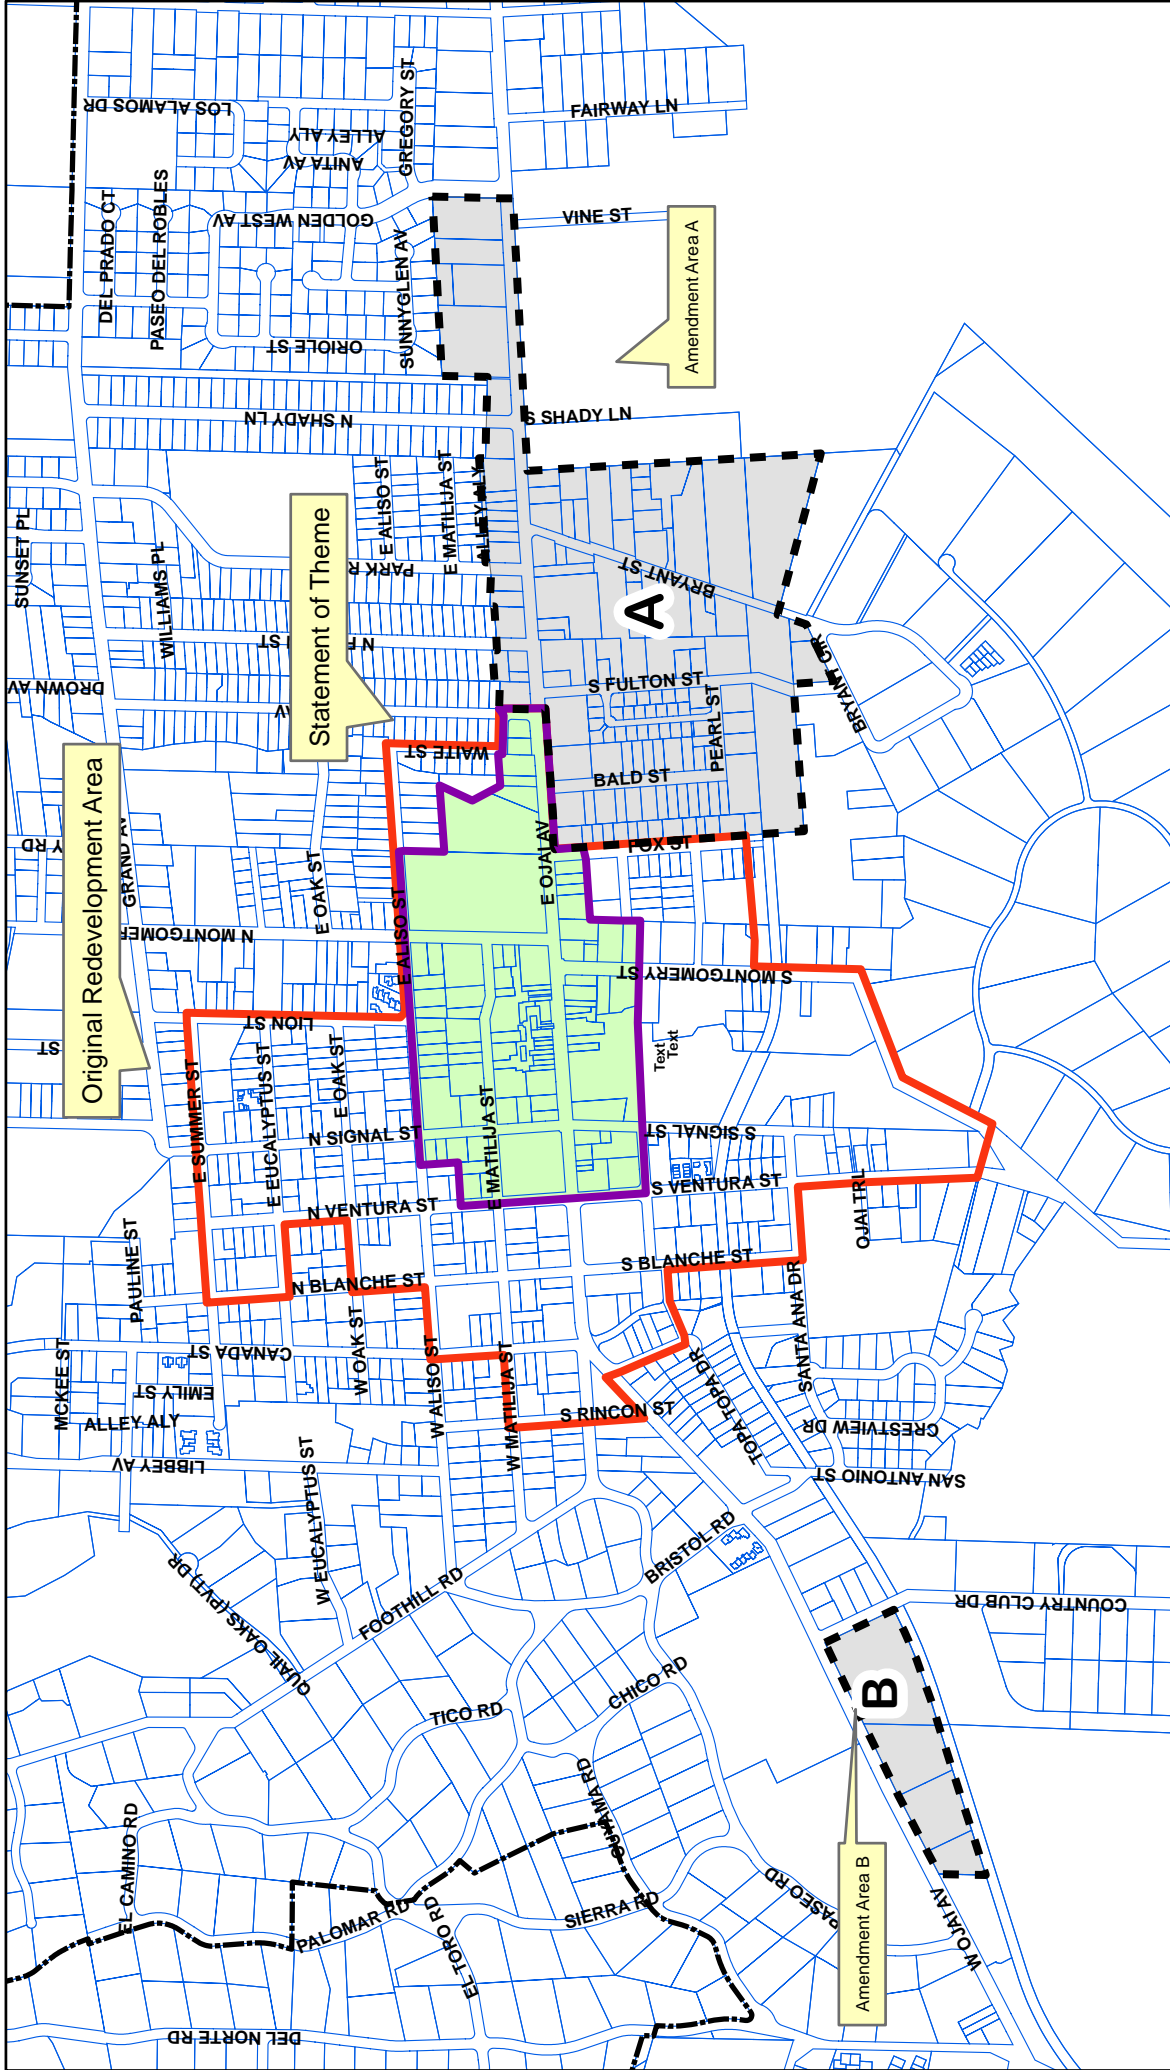 LOS ALAMOS DR
ALLEY ALY
ANITA AV
GREGORY ST
FAIRWAY LN
DEL PRADO CT
PASEO DEL ROBLES
GOLDEN WEST AV
SUNNYGLEN AV
VINE ST
ORIOLE ST
Amendment Area A
N SHADY LN
S SHADY LN
SUNSET PL
WILLIAMS PL
E ALISO ST
E MATILIJA ST
ALLEY ALY
PARK R
BRYANT ST
A
Statement of Theme
DROWN AV
AV
S FULTON ST
PEARL ST
BRYANT CIR
WAITE ST
BALD ST
Original Redevelopment Area
Y RD
GRAND AV
E OAK ST
N MONTGOMER
E ALISO ST
E OJAI AV
FOX ST
S MONTGOMERY ST
ST
LION ST
E SUMMER ST
E EUCALYPTUS ST
E OAK ST
Text
Text
N SIGNAL ST
E MATILIJA ST
S SIGNAL ST
N VENTURA ST
S VENTURA ST
OJAI TRL
PAULINE ST
N BLANCHE ST
S BLANCHE ST
SANTA ANA DR
MCKEE ST
CANADA ST
EMILY ST
ALLEY ALY
W OAK ST
W ALISO ST
W MATILIJA ST
S RINCON ST
TOPA TOPA DR
CRESTVIEW DR
LIBBEY AV
SAN ANTONIO ST
W EUCALYPTUS ST
QUAIL OAKS (PVT) DR
FOOTHILL RD
BRISTOL RD
COUNTRY CLUB DR
TICO RD
CHICO RD
B
EL CAMINO RD
CUYAMA RD
PALOMAR RD
EL TORO RD
SIERRA RD
PASEO RD
Amendment Area B
W OJAI AV
DEL NORTE RD